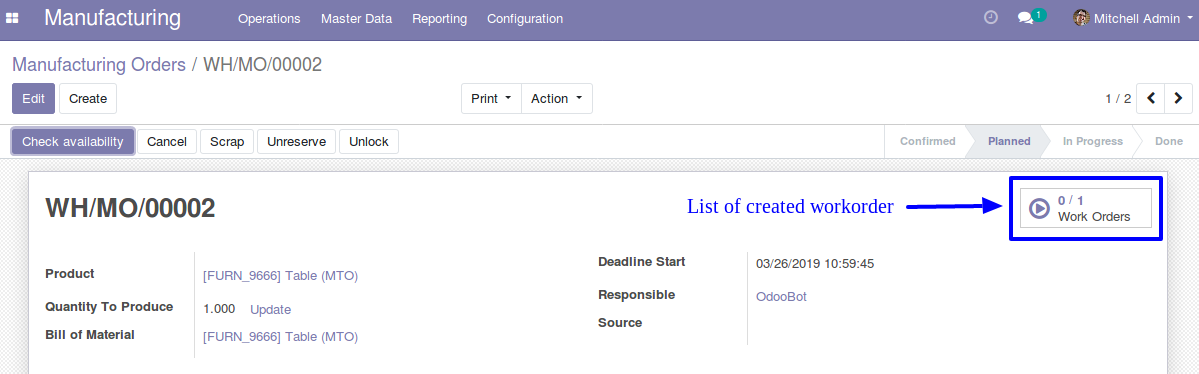 Manufacturing Operations Master Data Reporting Configuration 1 Mitchell Admin
Manufacturing Orders / WH/MO/00002
Edit Create Print Action 1 / 2
Check availability Cancel Scrap Unreserve Unlock Confirmed Planned In Progress Done
WH/MO/00002 List of created workorder 0 / 1
Work Orders
Product [FURN_9666] Table (MTO)
Quantity To Produce 1.000 Update
Bill of Material [FURN_9666] Table (MTO)
Deadline Start 03/26/2019 10:59:45
Responsible OdooBot
Source